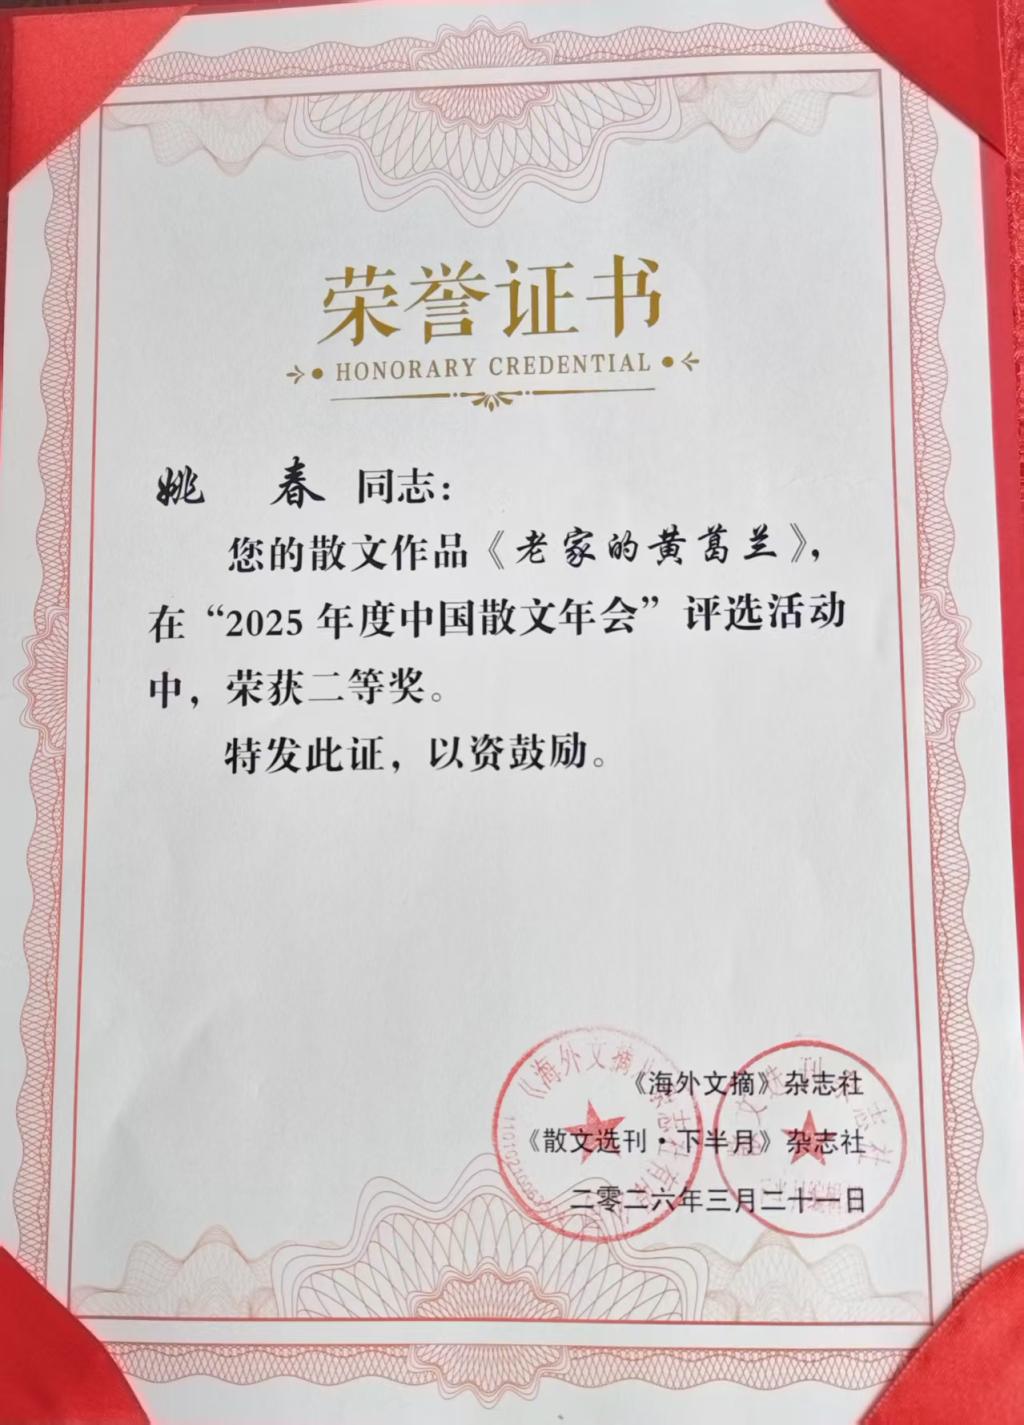 荣誉证书
HONORARY CREDENTIAL
姚 春 同志：
您的散文作品《老家的黄葛兰》，
在“2025年度中国散文年会”评选活动
中，荣获二等奖。
特发此证，以资鼓励。
《海外文摘》杂志社
《散文选刊·下半月》杂志社
二零二六年三月二十一日